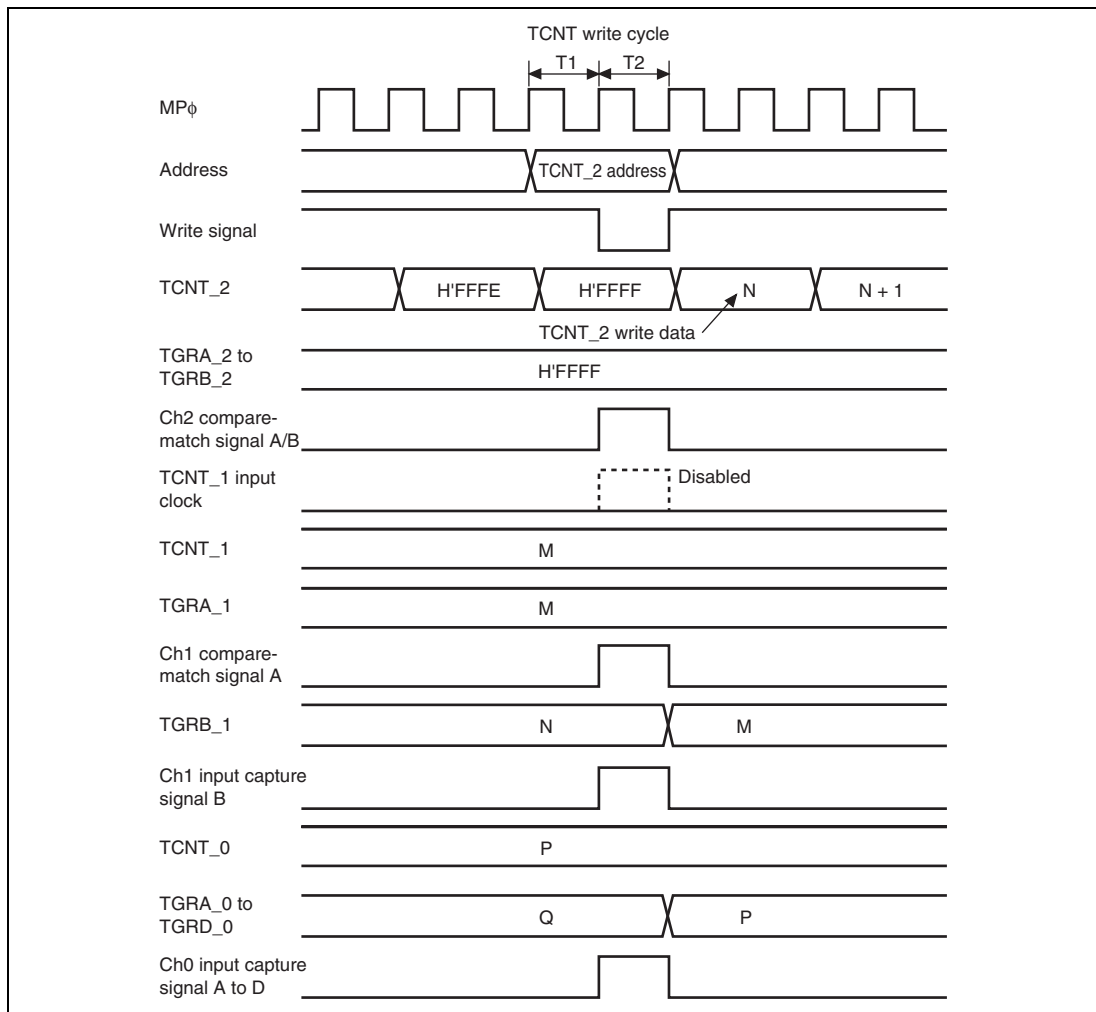 TCNT write cycle
T1 T2
MPϕ
Address
TCNT_2 address
Write signal
TCNT_2
H'FFFE H'FFFF N N + 1
TCNT_2 write data
TGRA_2 to
TGRB_2
H'FFFF
Ch2 compare-
match signal A/B
TCNT_1 input
clock
Disabled
TCNT_1
M
TGRA_1
M
Ch1 compare-
match signal A
TGRB_1
N M
Ch1 input capture
signal B
TCNT_0
P
TGRA_0 to
TGRD_0
Q P
Ch0 input capture
signal A to D